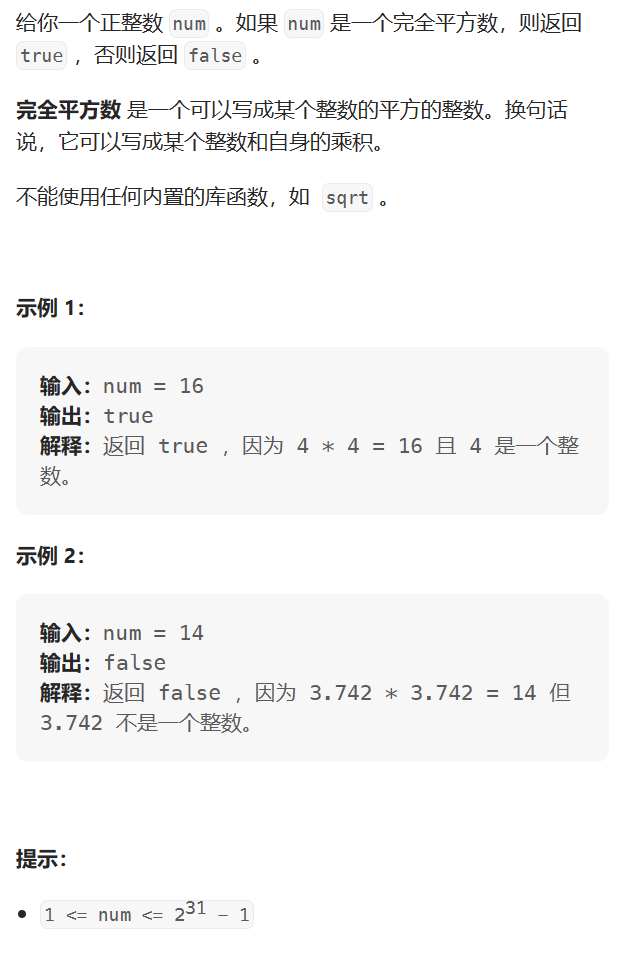 给你一个正整数 num 。如果 num 是一个完全平方数，则返回
true ，否则返回 false 。
完全平方数 是一个可以写成某个整数的平方的整数。换句话
说，它可以写成某个整数和自身的乘积。
不能使用任何内置的库函数，如 sqrt 。
示例 1：
输入：num = 16
输出：true
解释：返回 true ，因为 4 * 4 = 16 且 4 是一个整
数。
示例 2：
输入：num = 14
输出：false
解释：返回 false ，因为 3.742 * 3.742 = 14 但
3.742 不是一个整数。
提示：
• 1 <= num <= 2³¹ - 1